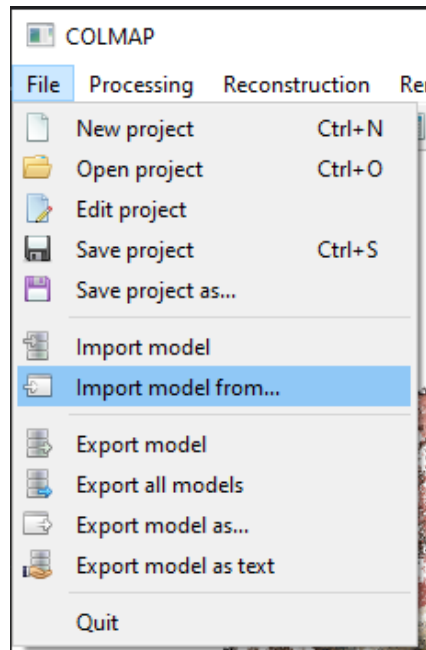 COLMAP
File Processing Reconstruction
New project Ctrl+N
Open project Ctrl+O
Edit project
Save project Ctrl+S
Save project as...
Import model
Import model from...
Export model
Export all models
Export model as...
Export model as text
Quit